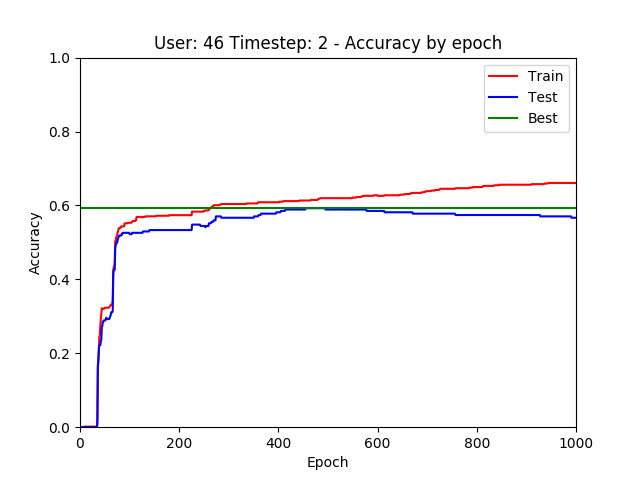 User: 46 Timestep: 2 - Accuracy by epoch
1.0
0.8
0.6
0.4
0.2
0.0
Accuracy
Train
Test
Best
0 200 400 600 800 1000
Epoch